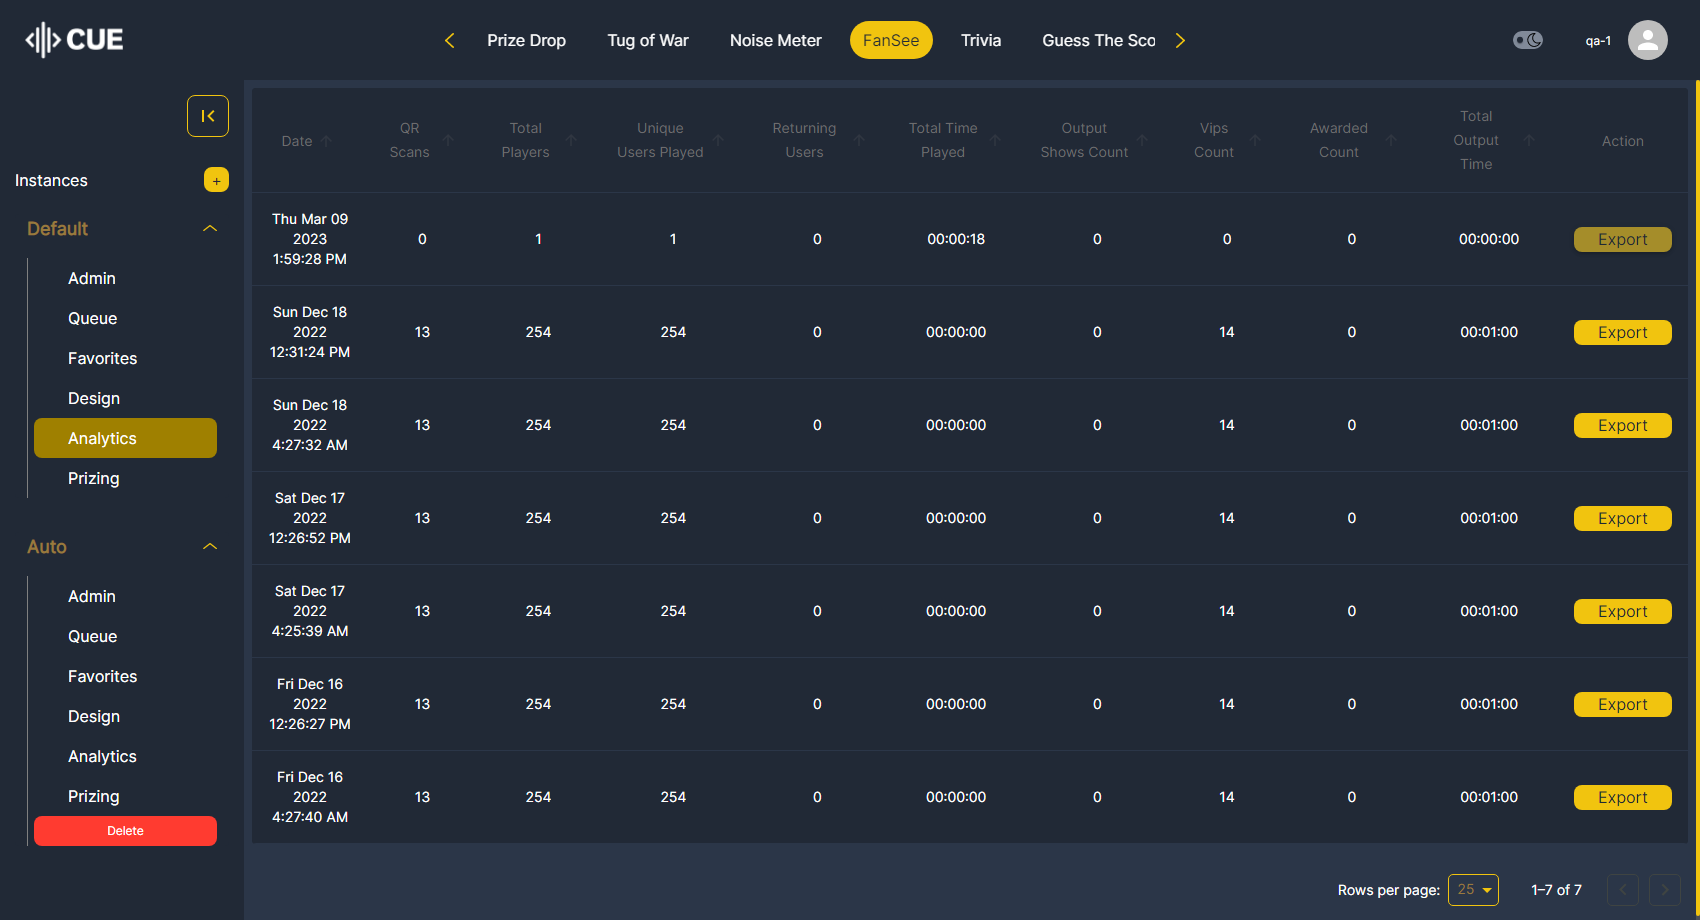 CUE
Prize Drop
Tug of War
Noise Meter
FanSee
Trivia
Guess The Sco
qa-1
Instances
+
Default
Admin
Queue
Favorites
Design
Analytics
Prizing
Auto
Admin
Queue
Favorites
Design
Analytics
Prizing
Delete
Date
QR
Scans
Total
Players
Unique
Users Played
Returning
Users
Total Time
Played
Output
Shows Count
Vips
Count
Awarded
Count
Total
Output
Time
Action
Thu Mar 09
2023
1:59:28 PM
0
1
1
0
00:00:18
0
0
0
00:00:00
Export
Sun Dec 18
2022
12:31:24 PM
13
254
254
0
00:00:00
0
14
0
00:01:00
Export
Sun Dec 18
2022
4:27:32 AM
13
254
254
0
00:00:00
0
14
0
00:01:00
Export
Sat Dec 17
2022
12:26:52 PM
13
254
254
0
00:00:00
0
14
0
00:01:00
Export
Sat Dec 17
2022
4:25:39 AM
13
254
254
0
00:00:00
0
14
0
00:01:00
Export
Fri Dec 16
2022
12:26:27 PM
13
254
254
0
00:00:00
0
14
0
00:01:00
Export
Fri Dec 16
2022
4:27:40 AM
13
254
254
0
00:00:00
0
14
0
00:01:00
Export
Rows per page: 25
1–7 of 7